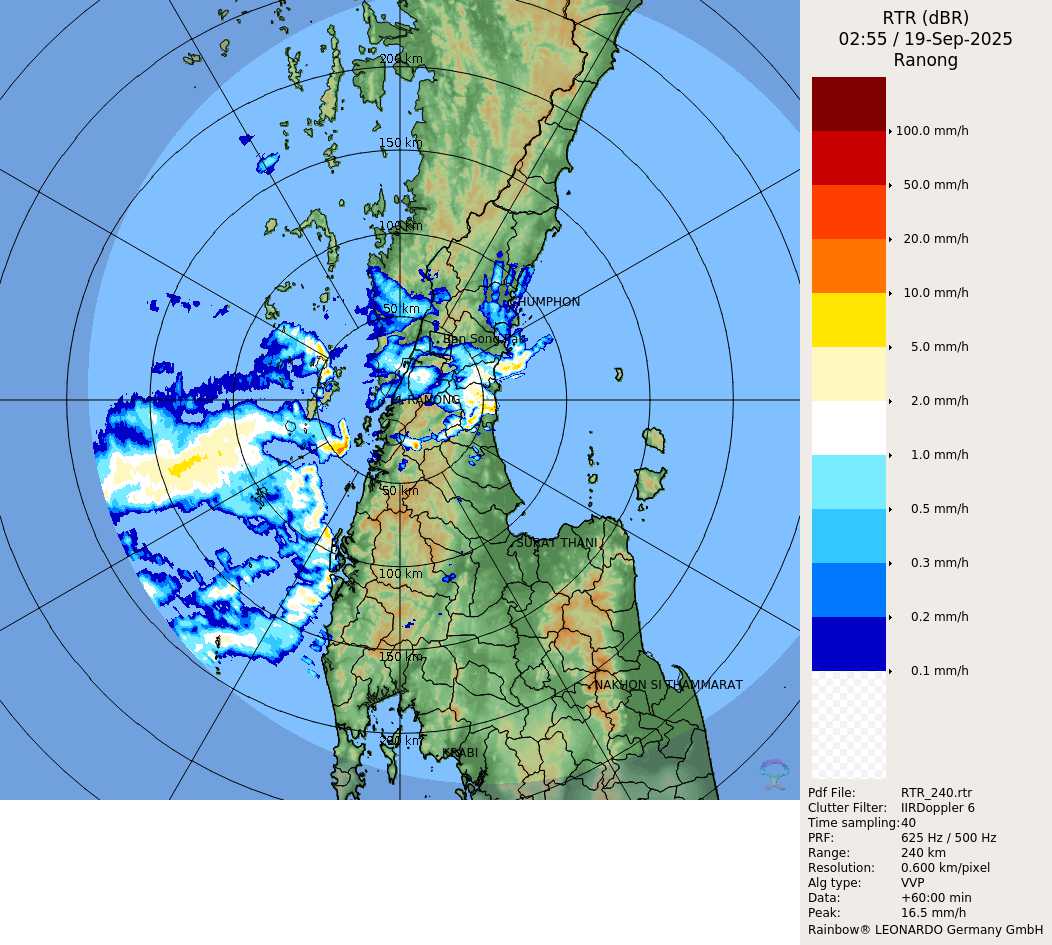 RTR (dBR)
02:55 / 19-Sep-2025
Ranong
200 km
150 km
100 km
50 km
CHUMPHON
Ban Song Pak
RANONG
50 km
SURAT THANI
100 km
150 km
NAKHON SI THAMMARAT
200 km
KRABI
100.0 mm/h
50.0 mm/h
20.0 mm/h
10.0 mm/h
5.0 mm/h
2.0 mm/h
1.0 mm/h
0.5 mm/h
0.3 mm/h
0.2 mm/h
0.1 mm/h
Pdf File: RTR_240.rtr
Clutter Filter: IIRDoppler 6
Time sampling:40
PRF: 625 Hz / 500 Hz
Range: 240 km
Resolution: 0.600 km/pixel
Alg type: VVP
Data: +60:00 min
Peak: 16.5 mm/h
Rainbow® LEONARDO Germany GmbH